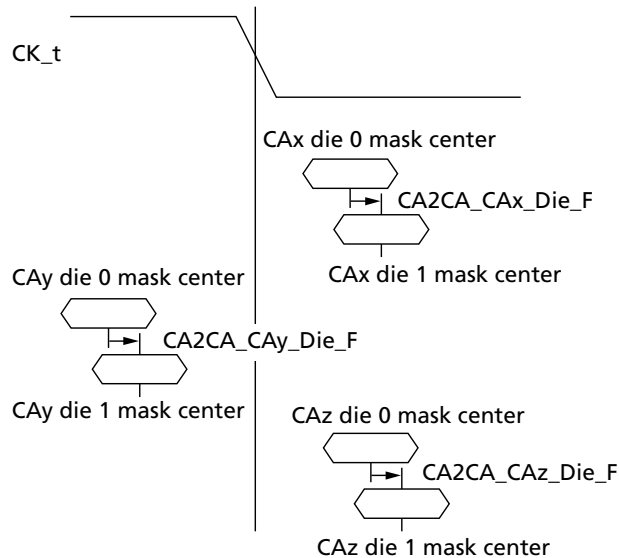 CK_t
CAx die 0 mask center
CA2CA_CAx_Die_F
CAx die 1 mask center
CAy die 0 mask center
CA2CA_CAy_Die_F
CAy die 1 mask center
CAz die 0 mask center
CA2CA_CAz_Die_F
CAz die 1 mask center